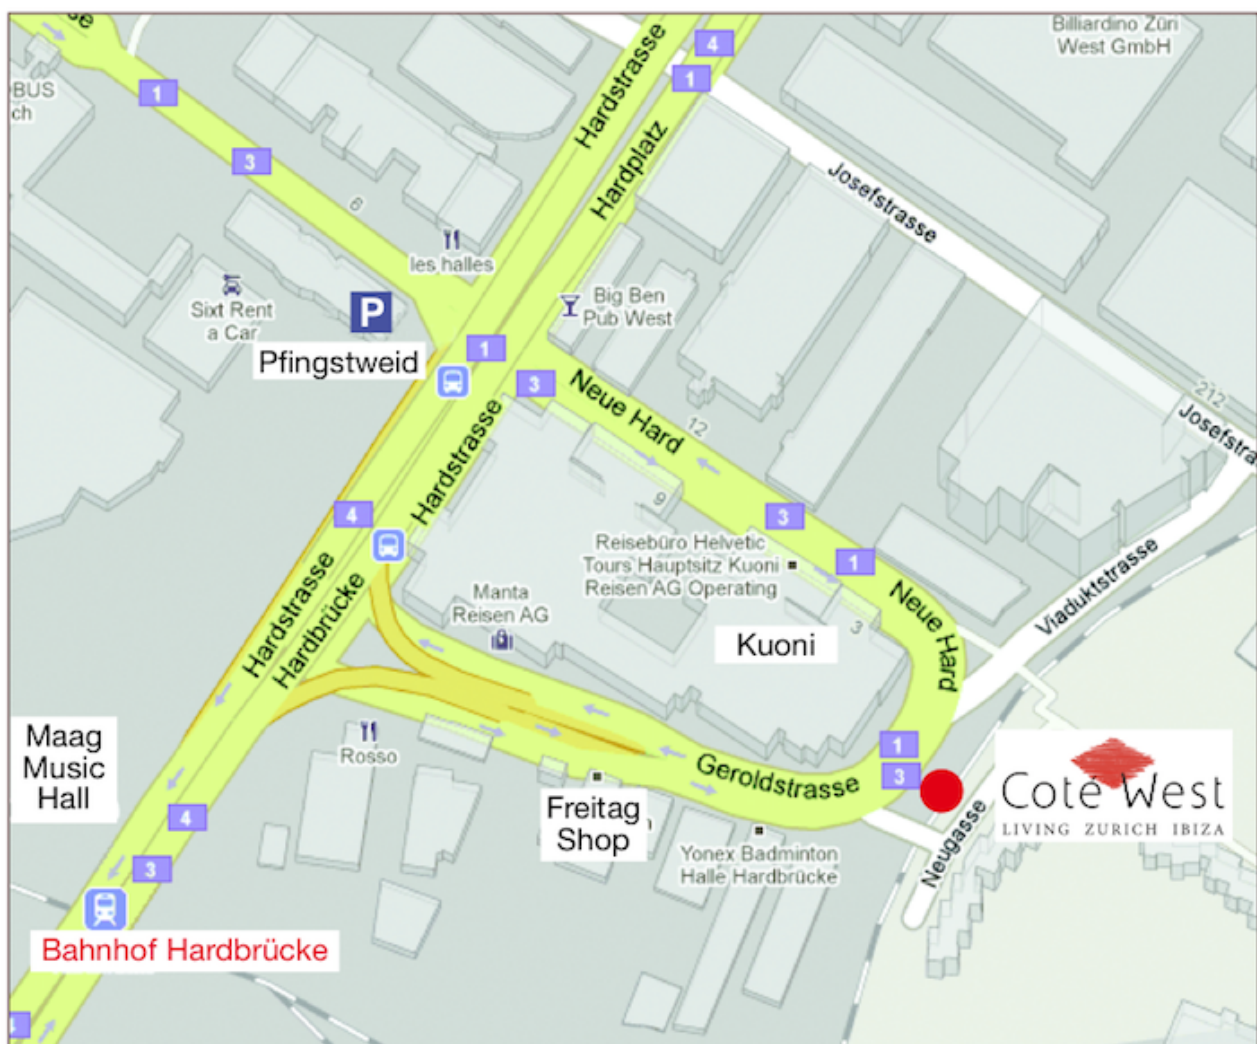 Billiardino Züri
West GmbH
4
1
Hardstrasse
Hardplatz
1
3
6
Josefstrasse
les halles
Sixt Rent
a Car
P
Pfingstweid
Big Ben
Pub West
1
3
Neue Hard
12
212
Hardstrasse
9
4
3
1
Reisebüro Helvetic
Tours Hauptsitz Kuoni
Reisen AG Operating
Manta
Reisen AG
Kuoni
3
Neue Hard
Viaduktstrasse
Hardstrasse
Hardbrücke
Rosso
Maag
Music
Hall
1
3
Geroldstrasse
Freitag
Shop
Coté West
LIVING ZURICH IBIZA
4
3
Yonex Badminton
Halle Hardbrücke
Neugasse
Bahnhof Hardbrücke